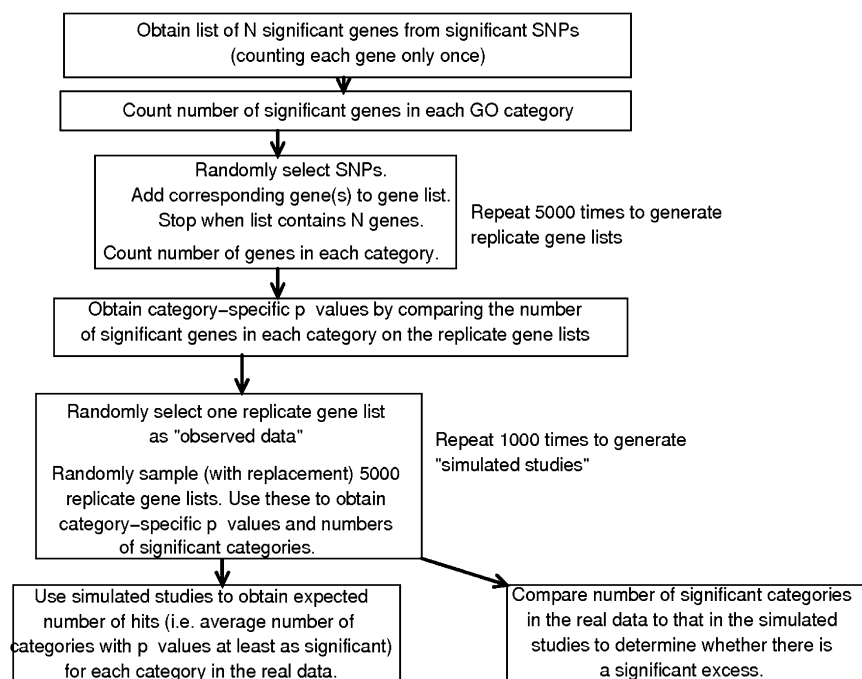 Obtain list of N significant genes from significant SNPs
(counting each gene only once)
Count number of significant genes in each GO category
Randomly select SNPs.
Add corresponding gene(s) to gene list.
Stop when list contains N genes.
Count number of genes in each category.
Repeat 5000 times to generate
replicate gene lists
Obtain category−specific p values by comparing the number
of significant genes in each category on the replicate gene lists
Randomly select one replicate gene list
as "observed data"
Randomly sample (with replacement) 5000
replicate gene lists. Use these to obtain
category−specific p values and numbers
of significant categories.
Repeat 1000 times to generate
"simulated studies"
Use simulated studies to obtain expected
number of hits (i.e. average number of
categories with p values at least as significant)
for each category in the real data.
Compare number of significant categories
in the real data to that in the simulated
studies to determine whether there is
a significant excess.